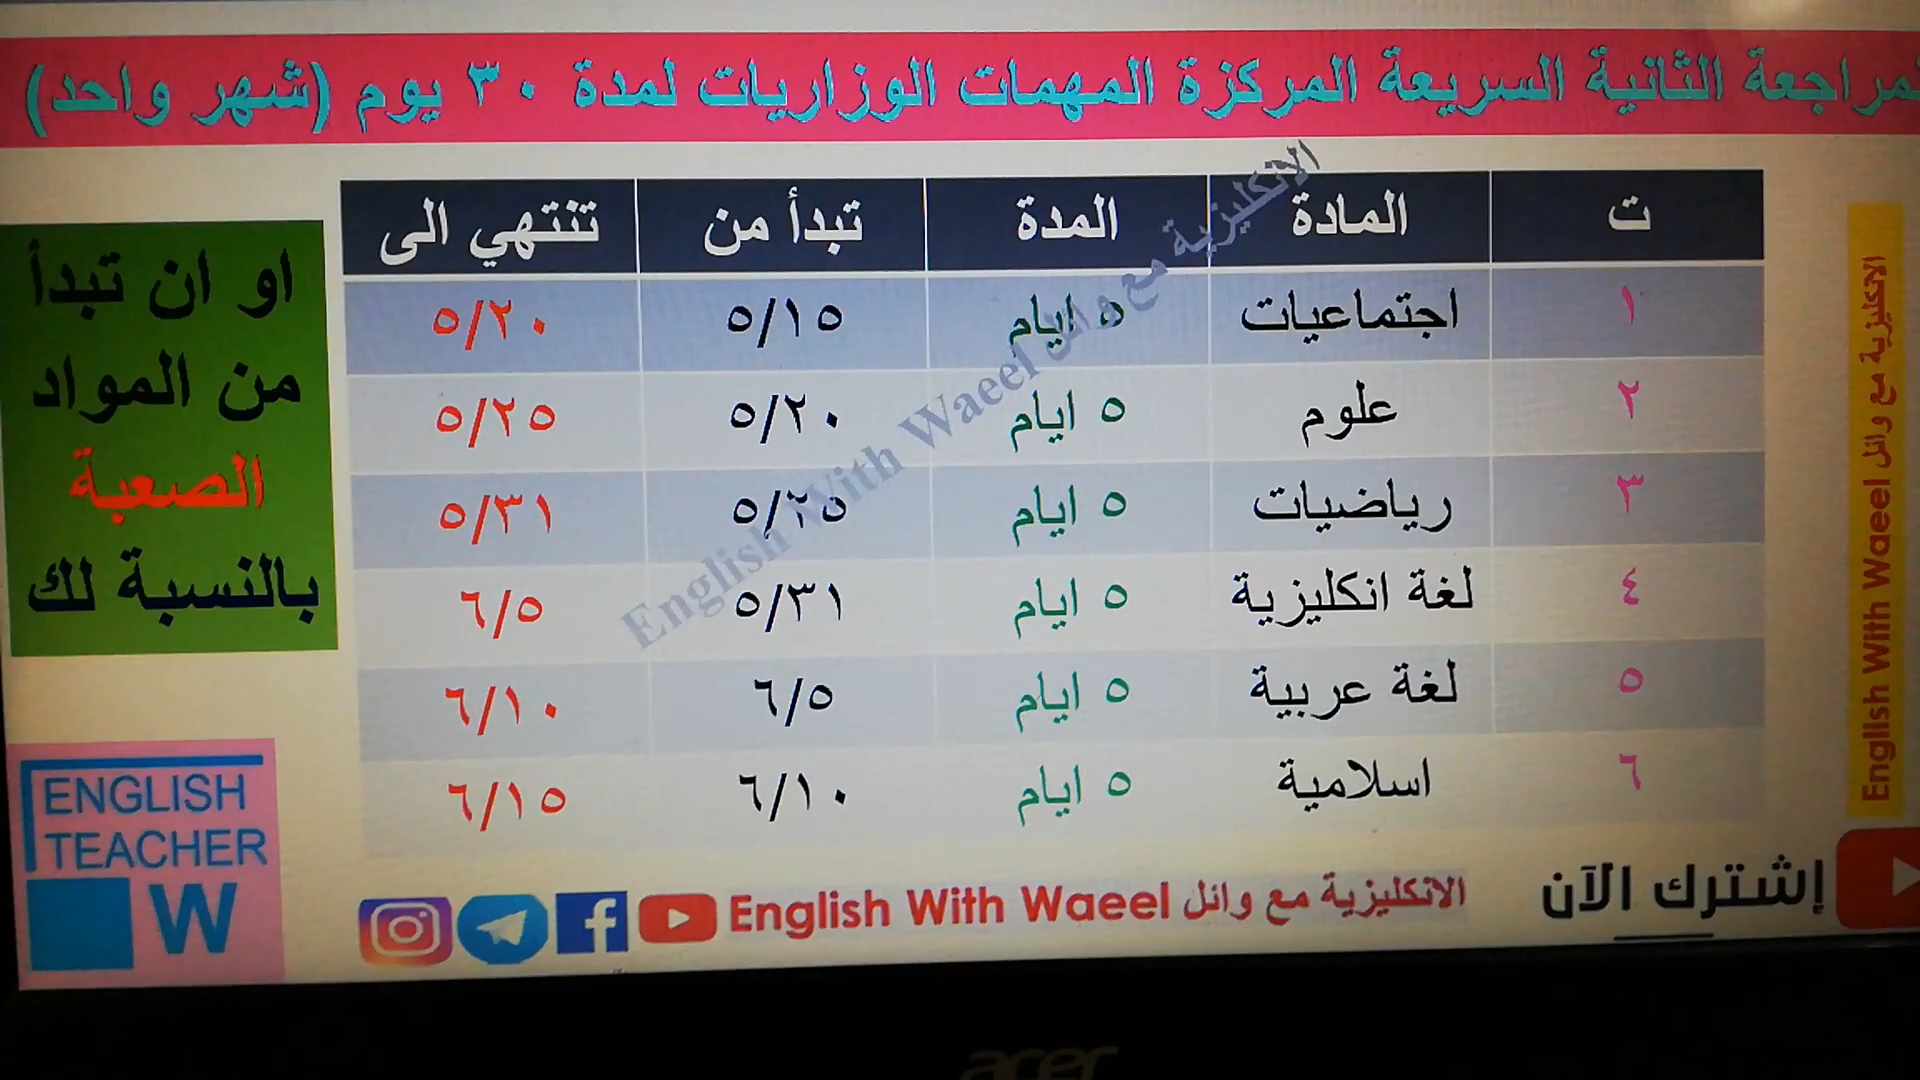 لمراجعة الثانية السريعة المركزة المهمات الوزاريات لمدة ٣٠ يوم (شهر واحد)
ت المادة المدة تبدأ من تنتهي الى
١ اجتماعيات ٥ ايام ٥/١٥ ٥/٢٠
٢ علوم ٥ ايام ٥/٢٠ ٥/٢٥
٣ رياضيات ٥ ايام ٥/٢٥ ٥/٣١
٤ لغة انكليزية ٥ ايام ٥/٣١ ٦/٥
٥ لغة عربية ٥ ايام ٦/٥ ٦/١٠
٦ اسلامية ٥ ايام ٦/١٠ ٦/١٥
او ان تبدأ
من المواد
الصعبة
بالنسبة لك
English With Waeel الانكليزية مع وائل
English With Waeel الانكليزية مع وائل
ENGLISH
TEACHER
W
English With Waeel الانكليزية مع وائل
إشترك الآن
acer